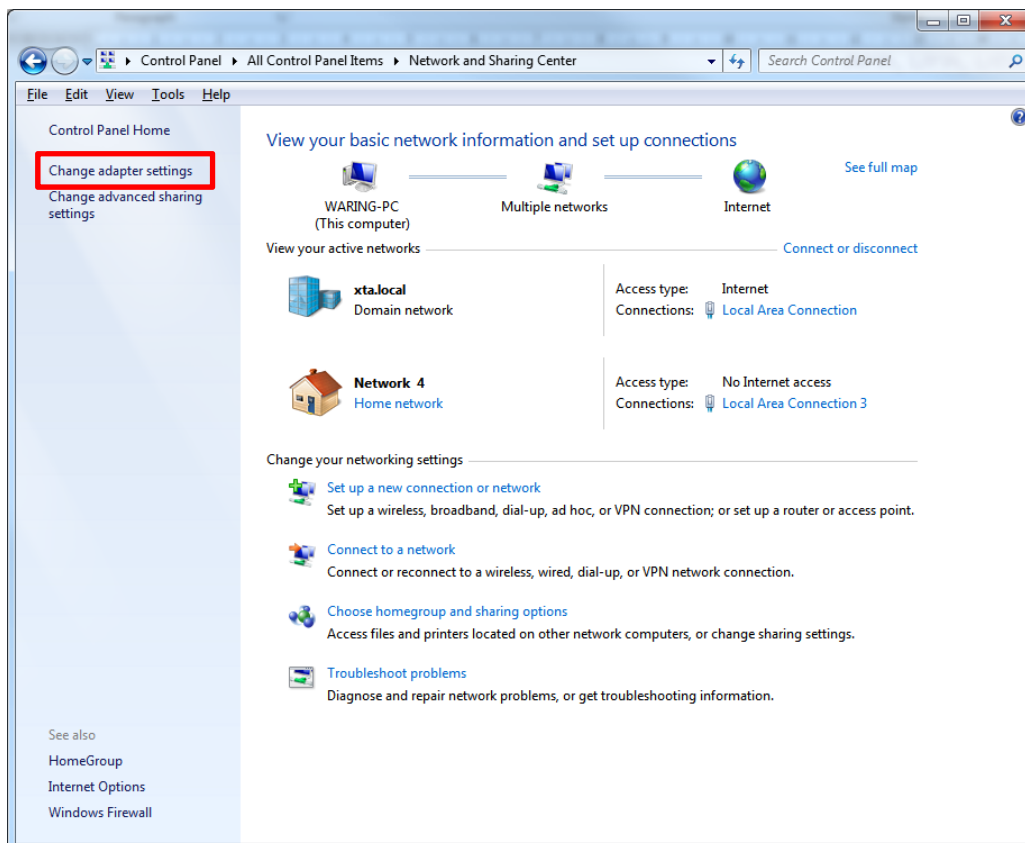 Control Panel
All Control Panel Items
Network and Sharing Center
Search Control Panel
File Edit View Tools Help
Control Panel Home
Change adapter settings
Change advanced sharing
settings
View your basic network information and set up connections
See full map
WARING-PC
(This computer)
Multiple networks
Internet
View your active networks
Connect or disconnect
xta.local
Domain network
Access type: Internet
Connections: Local Area Connection
Network 4
Home network
Access type: No Internet access
Connections: Local Area Connection 3
Change your networking settings
Set up a new connection or network
Set up a wireless, broadband, dial-up, ad hoc, or VPN connection; or set up a router or access point.
Connect to a network
Connect or reconnect to a wireless, wired, dial-up, or VPN network connection.
Choose homegroup and sharing options
Access files and printers located on other network computers, or change sharing settings.
Troubleshoot problems
Diagnose and repair network problems, or get troubleshooting information.
See also
HomeGroup
Internet Options
Windows Firewall